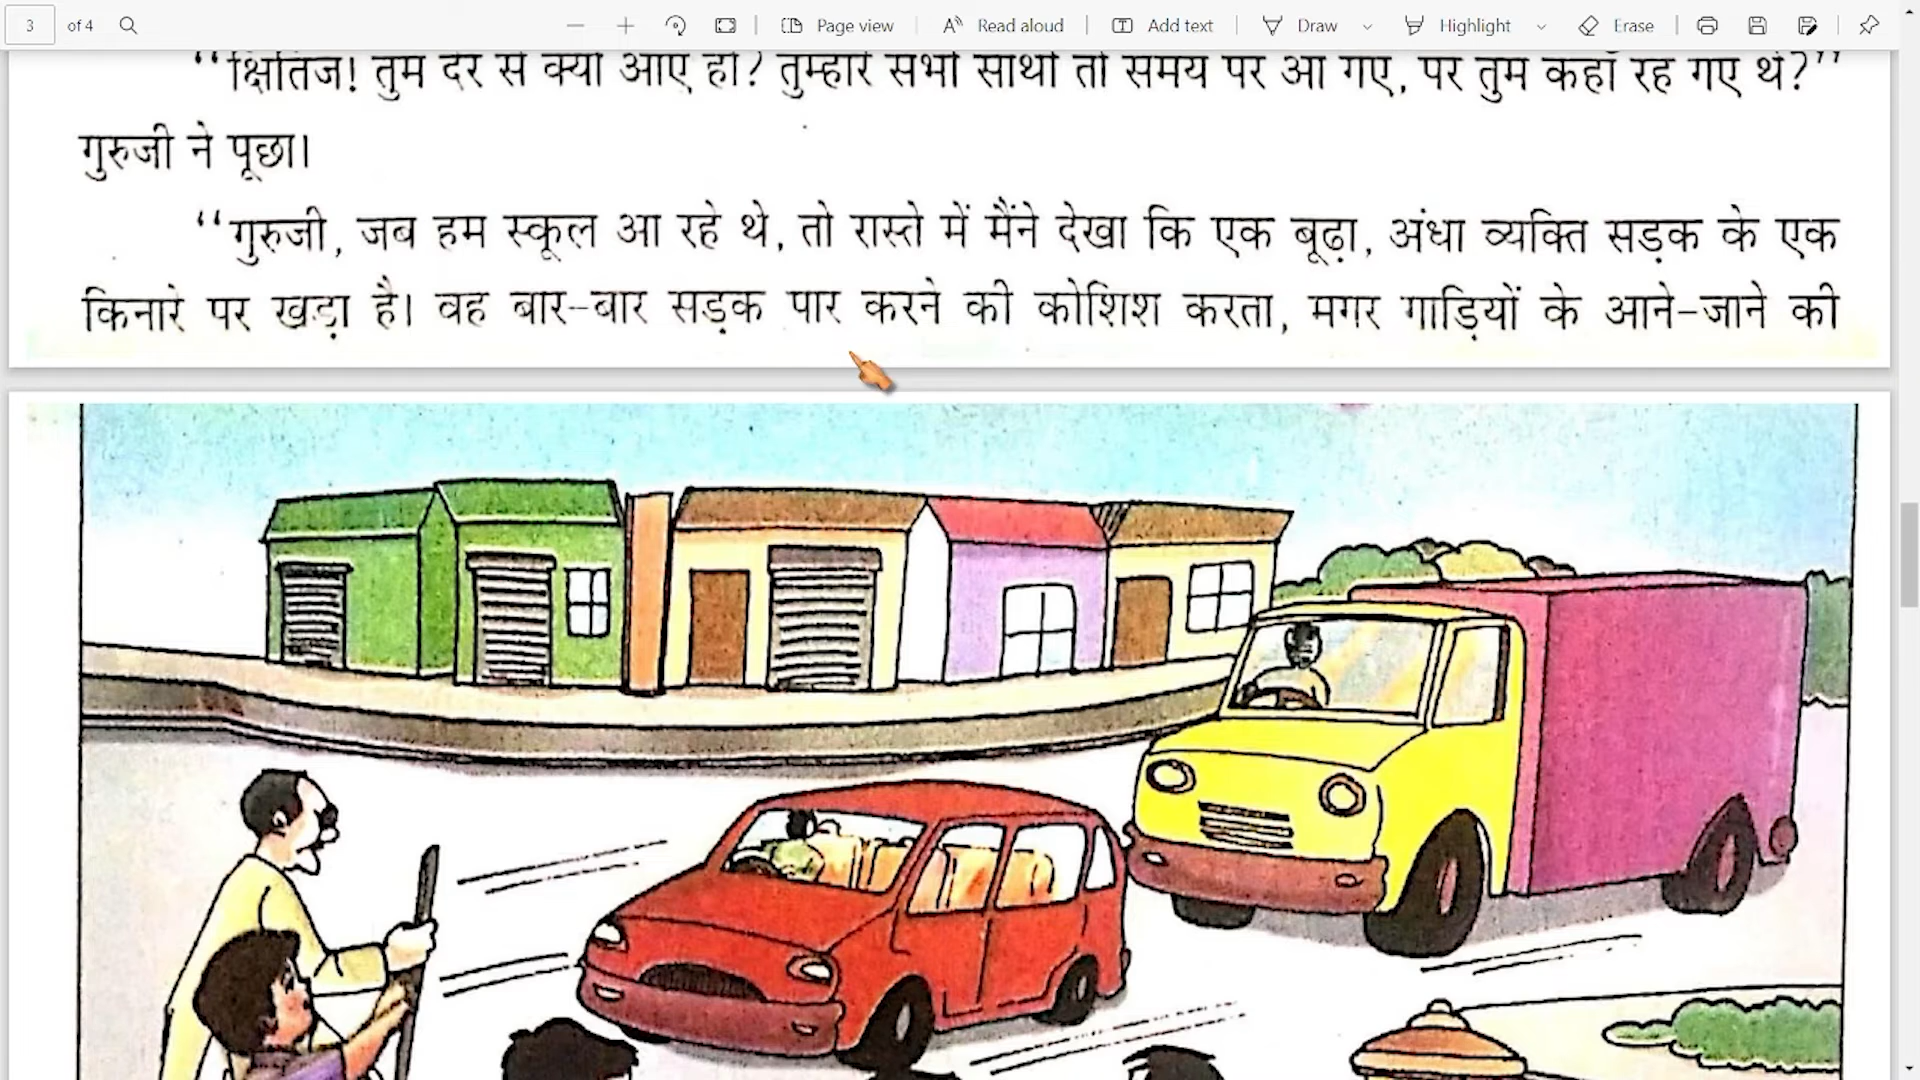 3 of 4 Page view Read aloud Add text Draw Highlight Erase
‘‘क्षितिज! तुम देर से क्यों आए हो? तुम्हारे सभी साथी तो समय पर आ गए, पर तुम कहाँ रह गए थे?’’
गुरुजी ने पूछा।
‘‘गुरुजी, जब हम स्कूल आ रहे थे, तो रास्ते में मैंने देखा कि एक बूढ़ा, अंधा व्यक्ति सड़क के एक
किनारे पर खड़ा है। वह बार-बार सड़क पार करने की कोशिश करता, मगर गाड़ियों के आने-जाने की